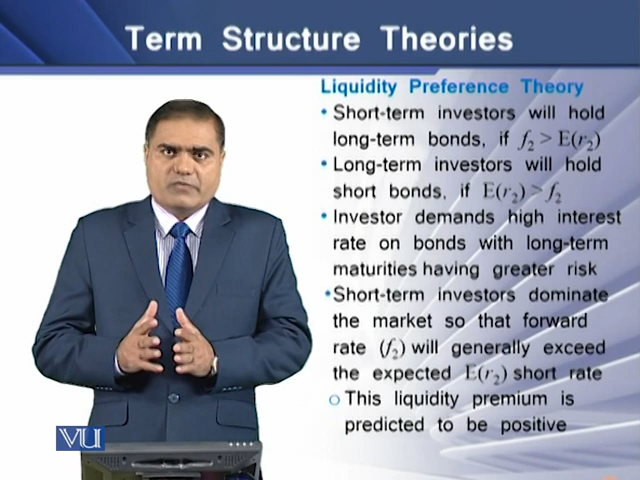 Term Structure Theories
Liquidity Preference Theory
• Short-term investors will hold
long-term bonds, if f₂ > E(r₂)
• Long-term investors will hold
short bonds, if E(r₂) > f₂
• Investor demands high interest
rate on bonds with long-term
maturities having greater risk
• Short-term investors dominate
the market so that forward
rate (f₂) will generally exceed
the expected E(r₂) short rate
o This liquidity premium is
predicted to be positive
VU